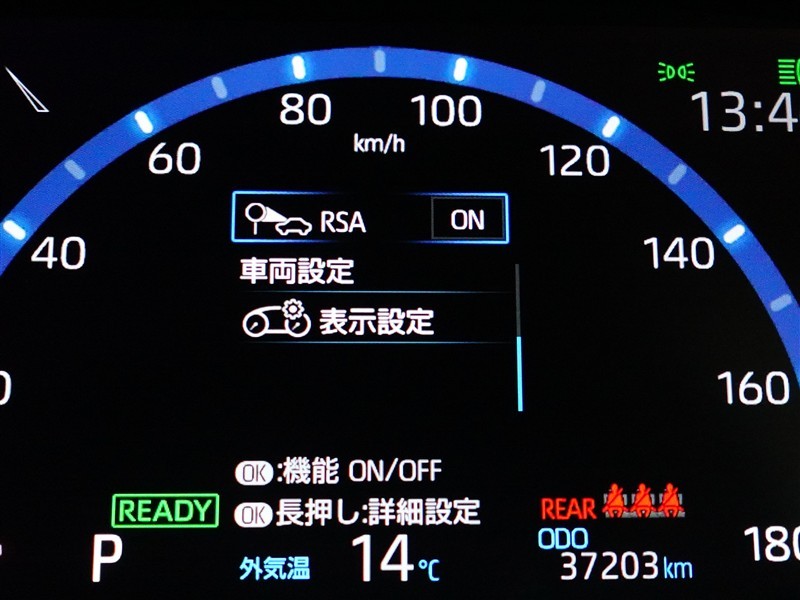 80
100
km/h
13:4
60
120
RSA ON
40
140
車両設定
表示設定
160
OK:機能 ON/OFF
READY
OK長押し:詳細設定
REAR
ODO
180
P
外気温 14℃
37203km